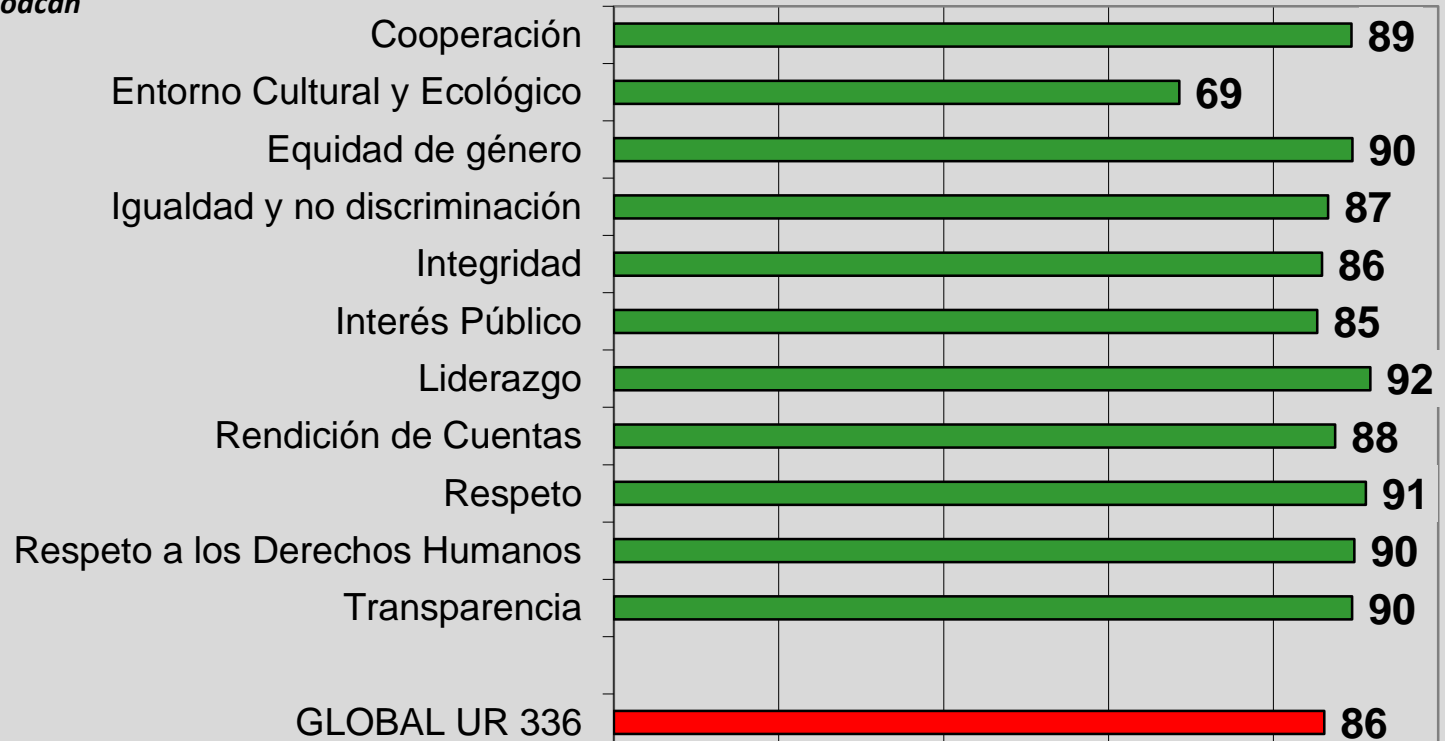 Cooperación 89
Entorno Cultural y Ecológico 69
Equidad de género 90
Igualdad y no discriminación 87
Integridad 86
Interés Público 85
Liderazgo 92
Rendición de Cuentas 88
Respeto 91
Respeto a los Derechos Humanos 90
Transparencia 90
GLOBAL UR 336 86